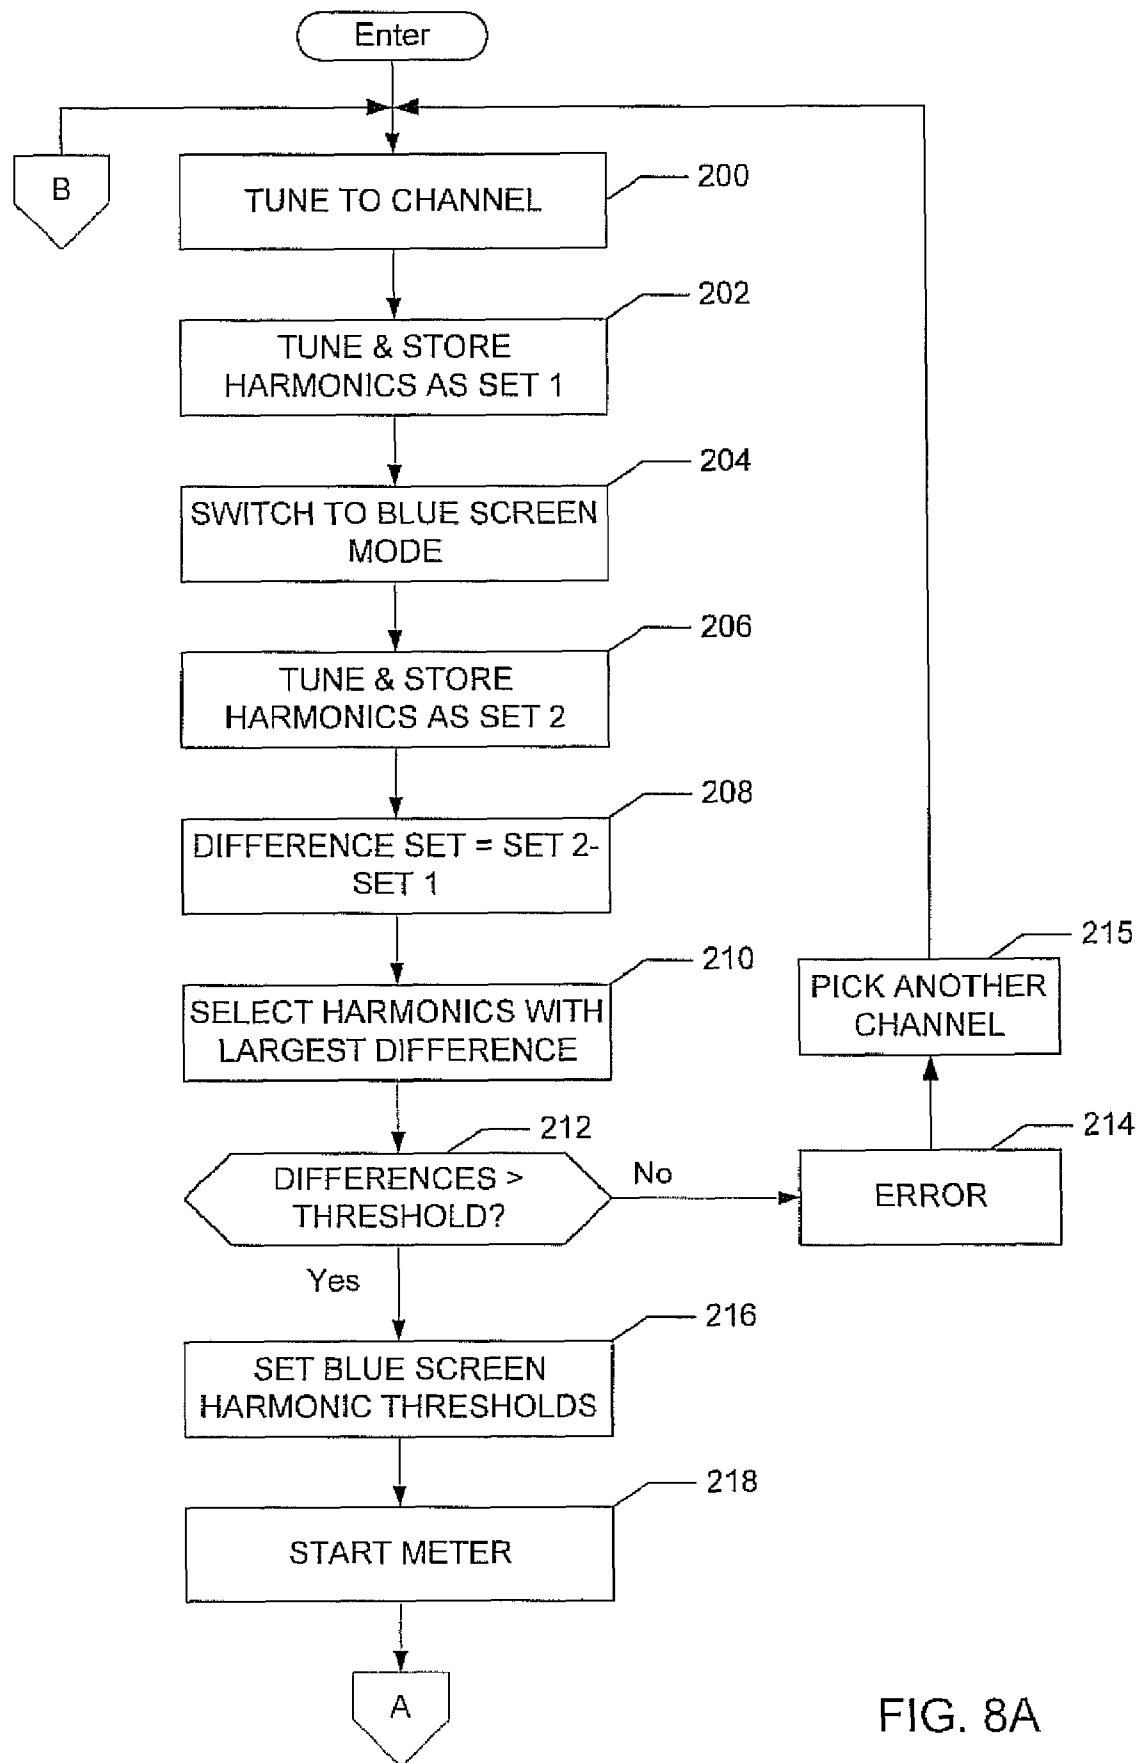 Enter
B
TUNE TO CHANNEL
200
202
TUNE & STORE
HARMONICS AS SET 1
204
SWITCH TO BLUE SCREEN
MODE
206
TUNE & STORE
HARMONICS AS SET 2
208
DIFFERENCE SET = SET 2-
SET 1
210
SELECT HARMONICS WITH
LARGEST DIFFERENCE
215
PICK ANOTHER
CHANNEL
212
DIFFERENCES >
THRESHOLD?
No
214
ERROR
Yes
216
SET BLUE SCREEN
HARMONIC THRESHOLDS
218
START METER
A
FIG. 8A